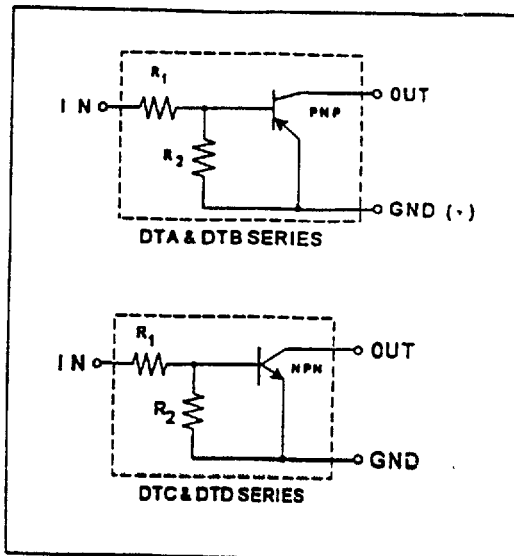 R1
IN
OUT
PNP
R2
GND (+)
DTA & DTB SERIES
R1
IN
OUT
NPN
R2
GND
DTC & DTD SERIES